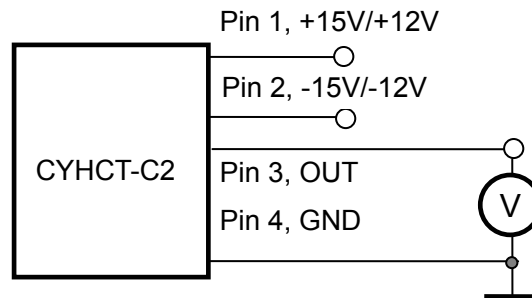 Pin 1, +15V/+12V
Pin 2, -15V/-12V
CYHCT-C2
Pin 3, OUT
V
Pin 4, GND